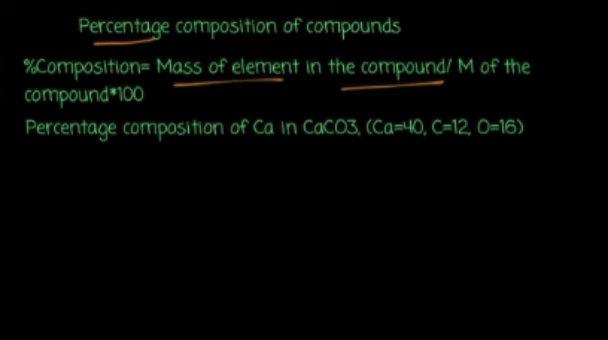 Percentage composition of compounds
%Composition= Mass of element in the compound/ M of the
compound*100
Percentage composition of Ca in CaCO3, (Ca=40, C=12, O=16)